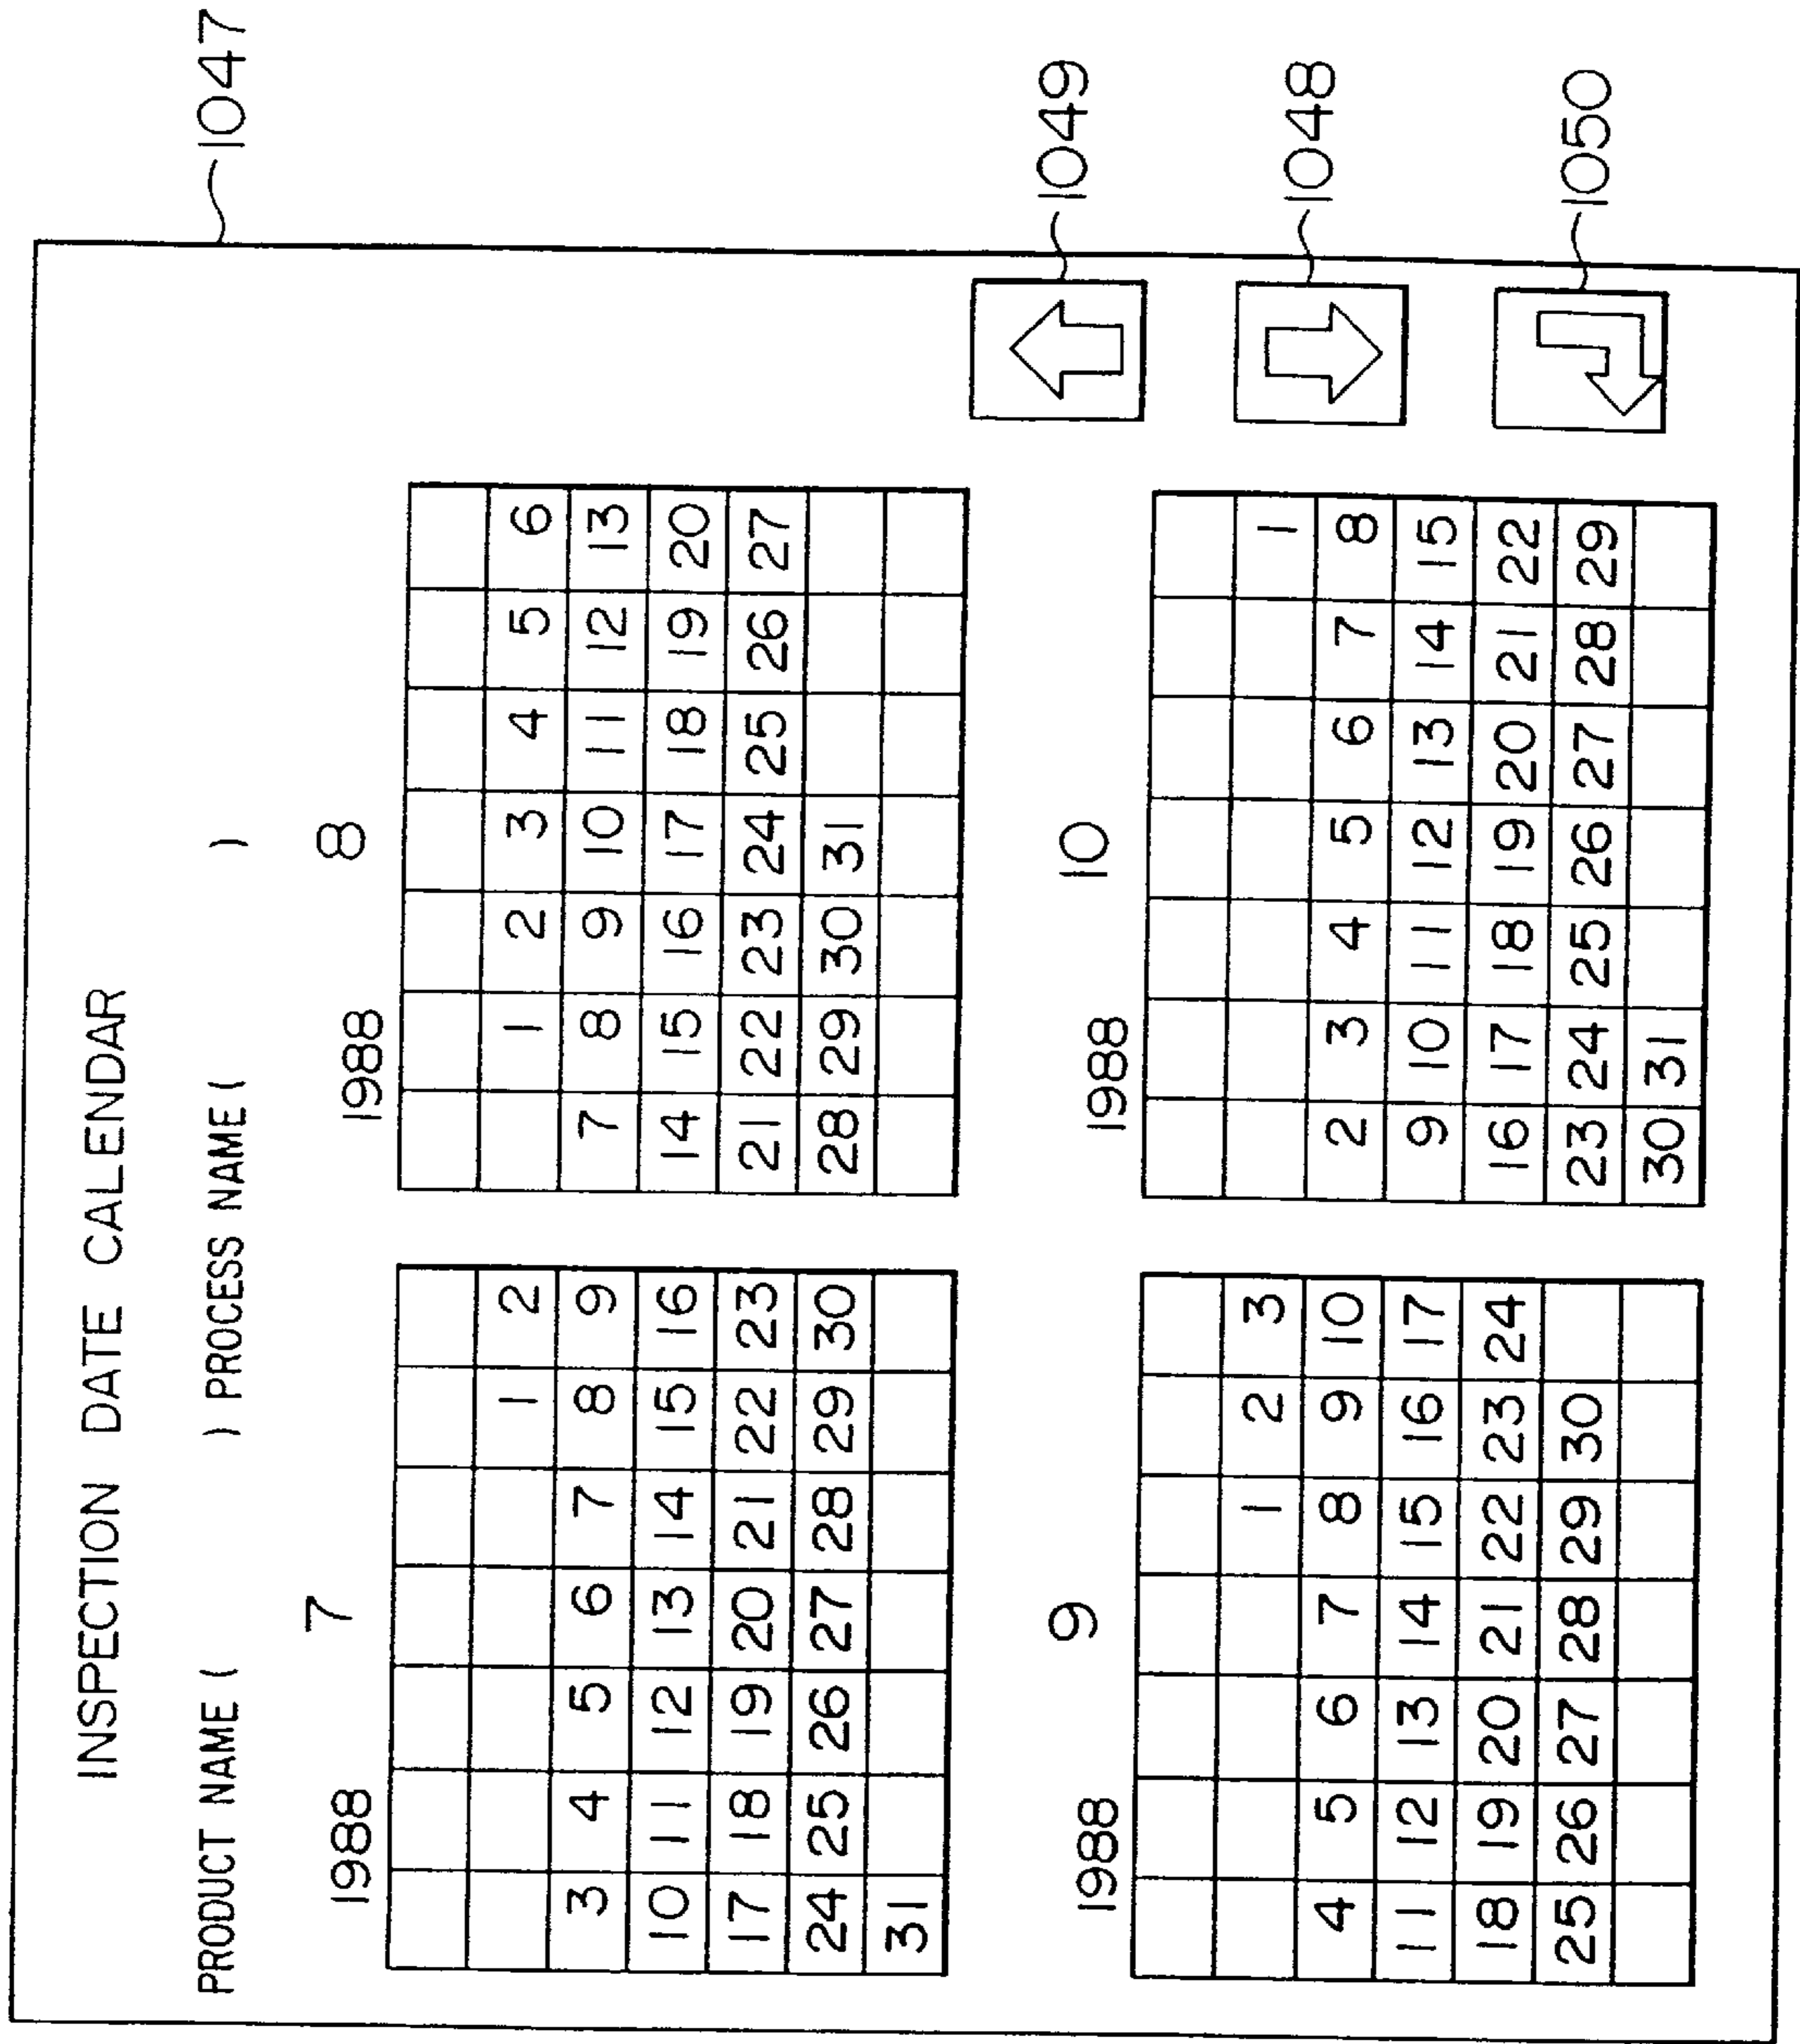 INSPECTION DATE CALENDAR
PRODUCT NAME ( ) PROCESS NAME ( )
1047
1988 7
1 2
3 4 5 6 7 8 9
10 11 12 13 14 15 16
17 18 19 20 21 22 23
24 25 26 27 28 29 30
31
1988 8
1 2 3 4 5 6
7 8 9 10 11 12 13
14 15 16 17 18 19 20
21 22 23 24 25 26 27
28 29 30 31
1988 9
1 2 3
4 5 6 7 8 9 10
11 12 13 14 15 16 17
18 19 20 21 22 23 24
25 26 27 28 29 30
1988 10
1
2 3 4 5 6 7 8
9 10 11 12 13 14 15
16 17 18 19 20 21 22
23 24 25 26 27 28 29
30 31
1049
1048
1050